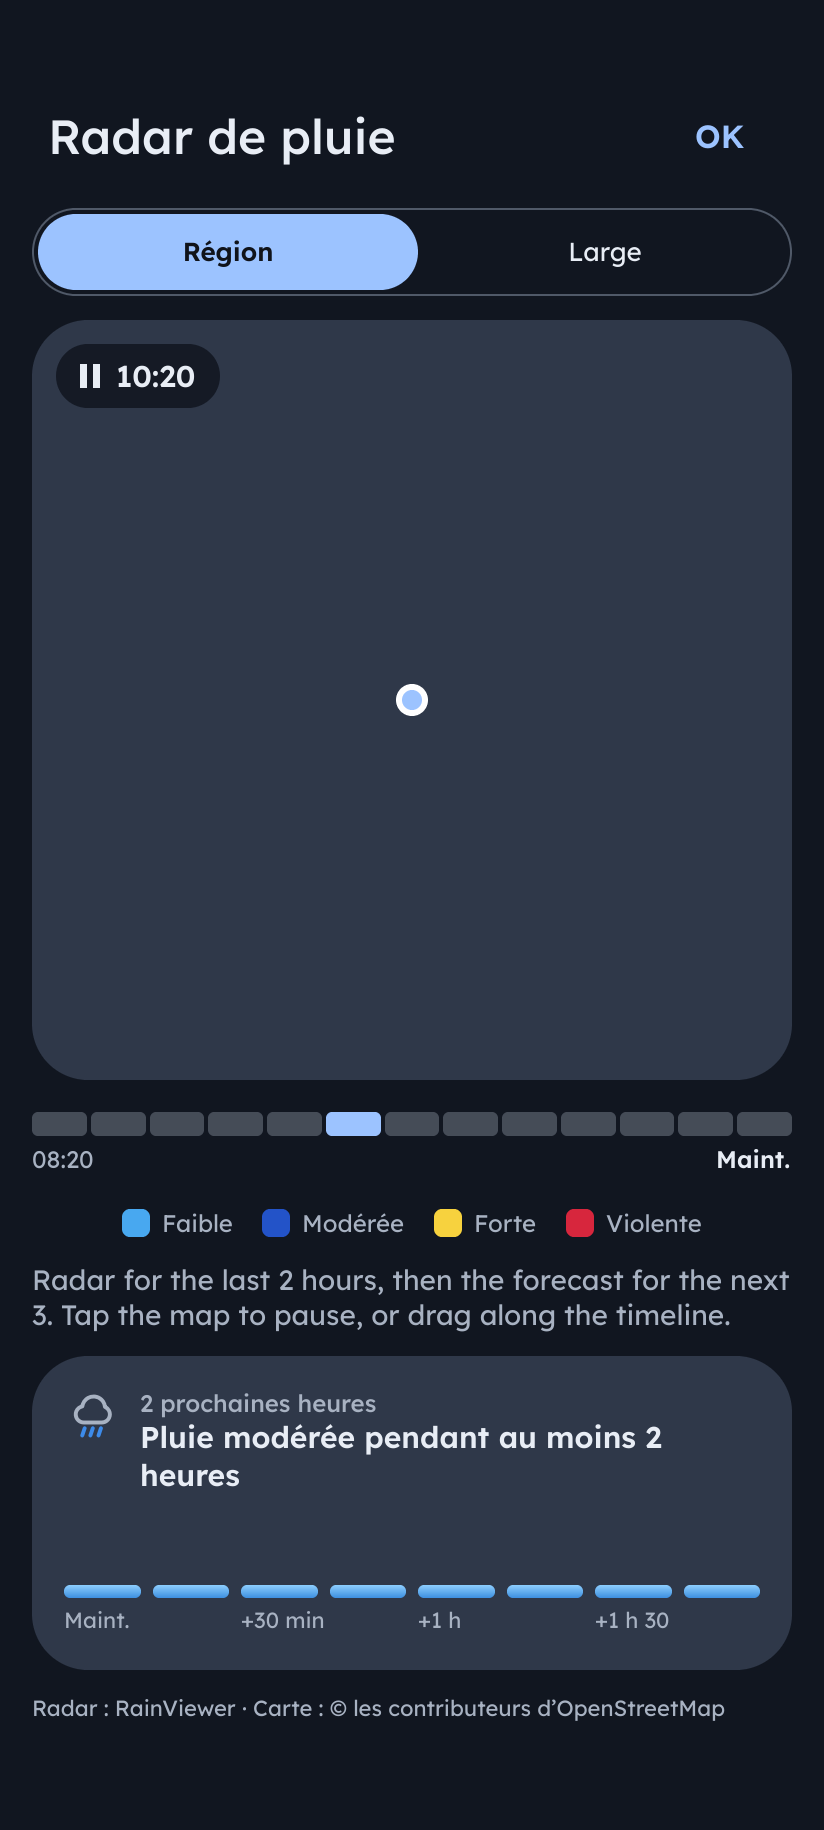 Radar de pluie
OK
Région
Large
10:20
08:20
Maint.
Faible
Modérée
Forte
Violente
Radar for the last 2 hours, then the forecast for the next
3. Tap the map to pause, or drag along the timeline.
2 prochaines heures
Pluie modérée pendant au moins 2
heures
Maint.
+30 min
+1 h
+1 h 30
Radar : RainViewer · Carte : © les contributeurs d’OpenStreetMap